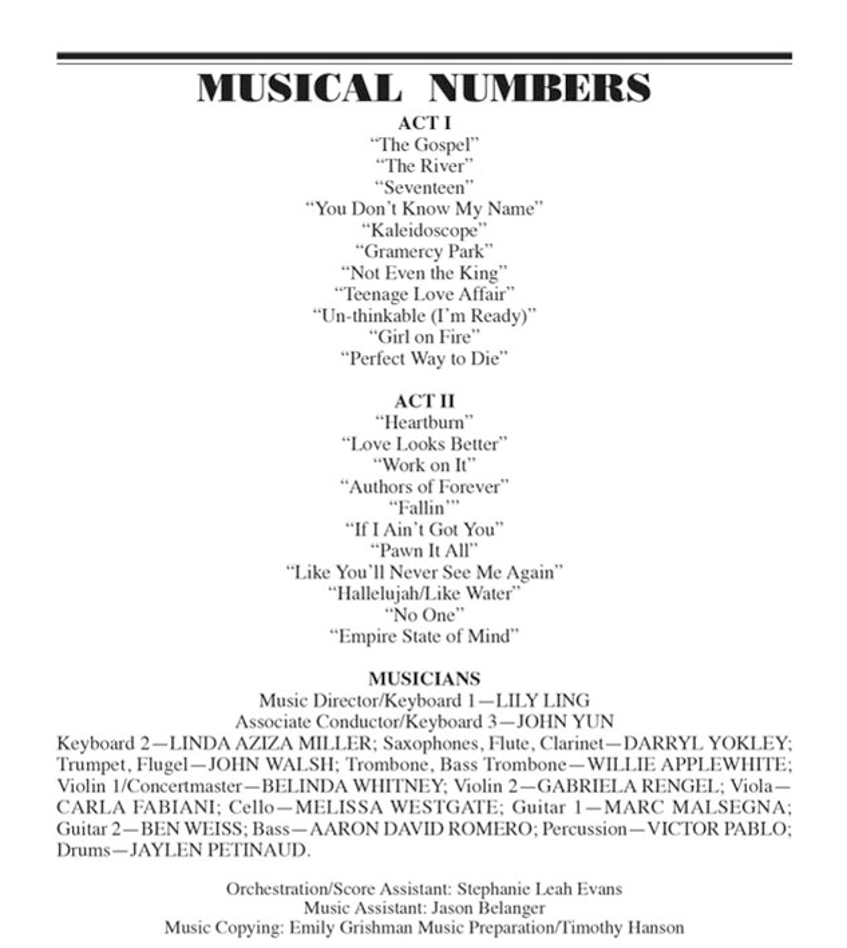 MUSICAL NUMBERS
ACT I
“The Gospel”
“The River”
“Seventeen”
“You Don’t Know My Name”
“Kaleidoscope”
“Gramercy Park”
“Not Even the King”
“Teenage Love Affair”
“Un-thinkable (I’m Ready)”
“Girl on Fire”
“Perfect Way to Die”
ACT II
“Heartburn”
“Love Looks Better”
“Work on It”
“Authors of Forever”
“Fallin’”
“If I Ain’t Got You”
“Pawn It All”
“Like You’ll Never See Me Again”
“Hallelujah/Like Water”
“No One”
“Empire State of Mind”
MUSICIANS
Music Director/Keyboard 1—LILY LING
Associate Conductor/Keyboard 3—JOHN YUN
Keyboard 2—LINDA AZIZA MILLER; Saxophones, Flute, Clarinet—DARRYL YOKLEY;
Trumpet, Flugel—JOHN WALSH; Trombone, Bass Trombone—WILLIE APPLEWHITE;
Violin 1/Concertmaster—BELINDA WHITNEY; Violin 2—GABRIELA RENGEL; Viola—
CARLA FABIANI; Cello—MELISSA WESTGATE; Guitar 1—MARC MALSEGNA;
Guitar 2—BEN WEISS; Bass—AARON DAVID ROMERO; Percussion—VICTOR PABLO;
Drums—JAYLEN PETINAUD.
Orchestration/Score Assistant: Stephanie Leah Evans
Music Assistant: Jason Belanger
Music Copying: Emily Grishman Music Preparation/Timothy Hanson